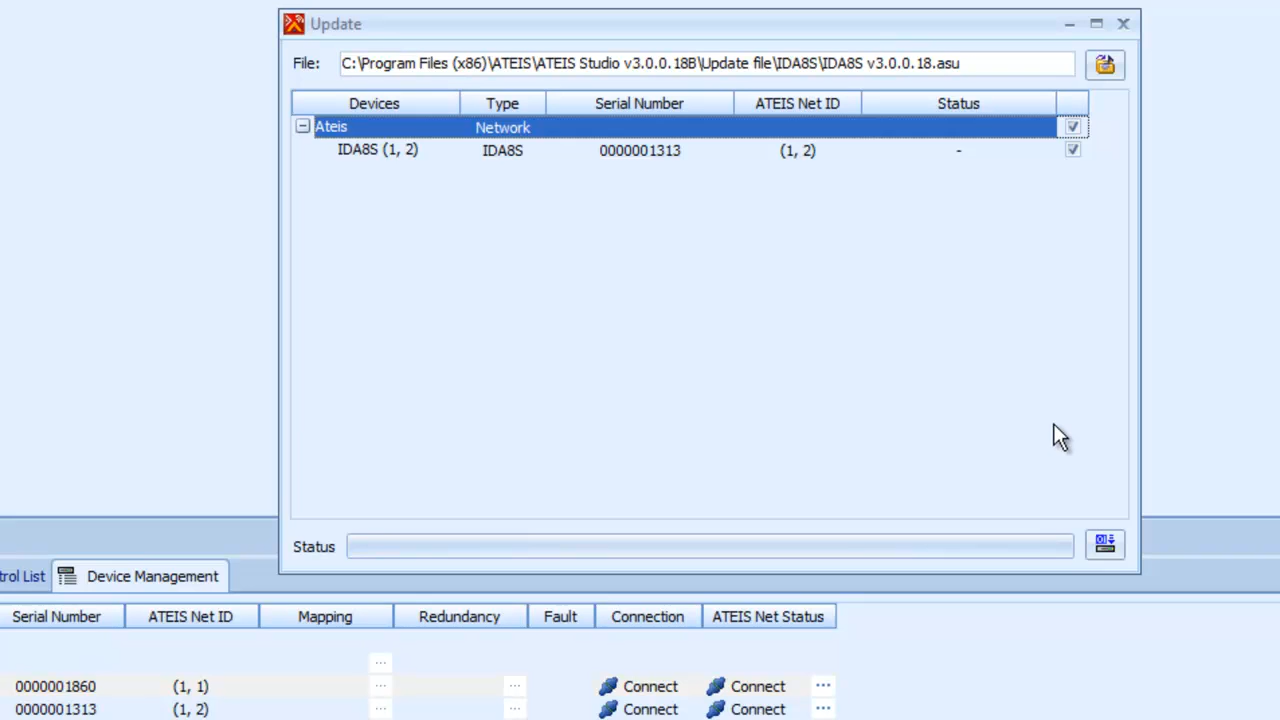 Update
File: C:\Program Files (x86)\ATEIS\ATEIS Studio v3.0.0.18B\Update file\IDA8S\IDA8S v3.0.0.18.asu
Devices Type Serial Number ATEIS Net ID Status
Ateis Network
IDA8S (1, 2) IDA8S 0000001313 (1, 2) -
Status
trol List Device Management
Serial Number ATEIS Net ID Mapping Redundancy Fault Connection ATEIS Net Status
...
0000001860 (1, 1) ... ... Connect Connect ...
0000001313 (1, 2) ... ... Connect Connect ...